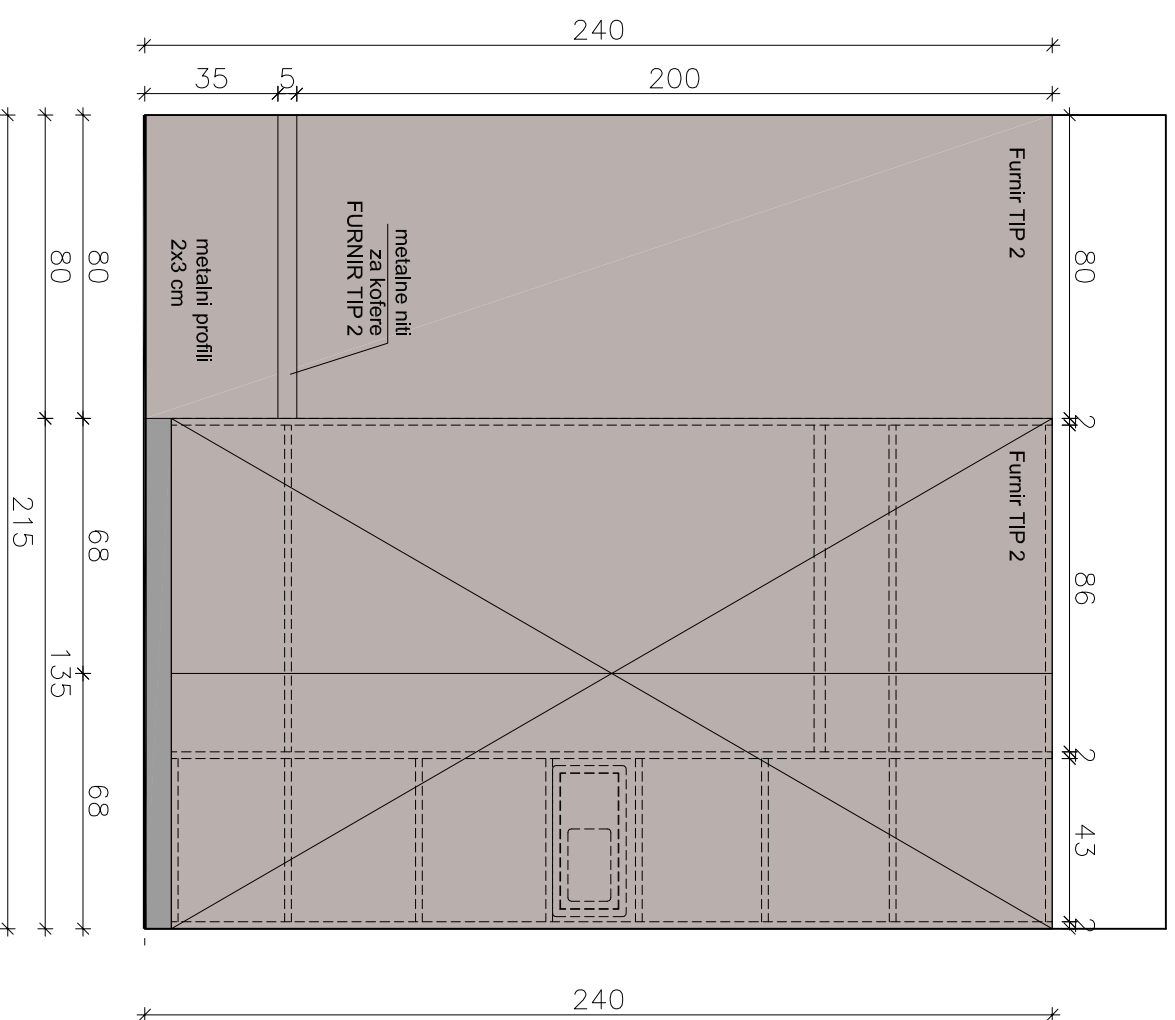 240
35
5
200
Furnir TIP 2
metalne niti
za kofere
FURNIR TIP 2
metalni profili
2x3 cm
80
80
80
2
Furnir TIP 2
86
68
215
135
2
43
68
2
240